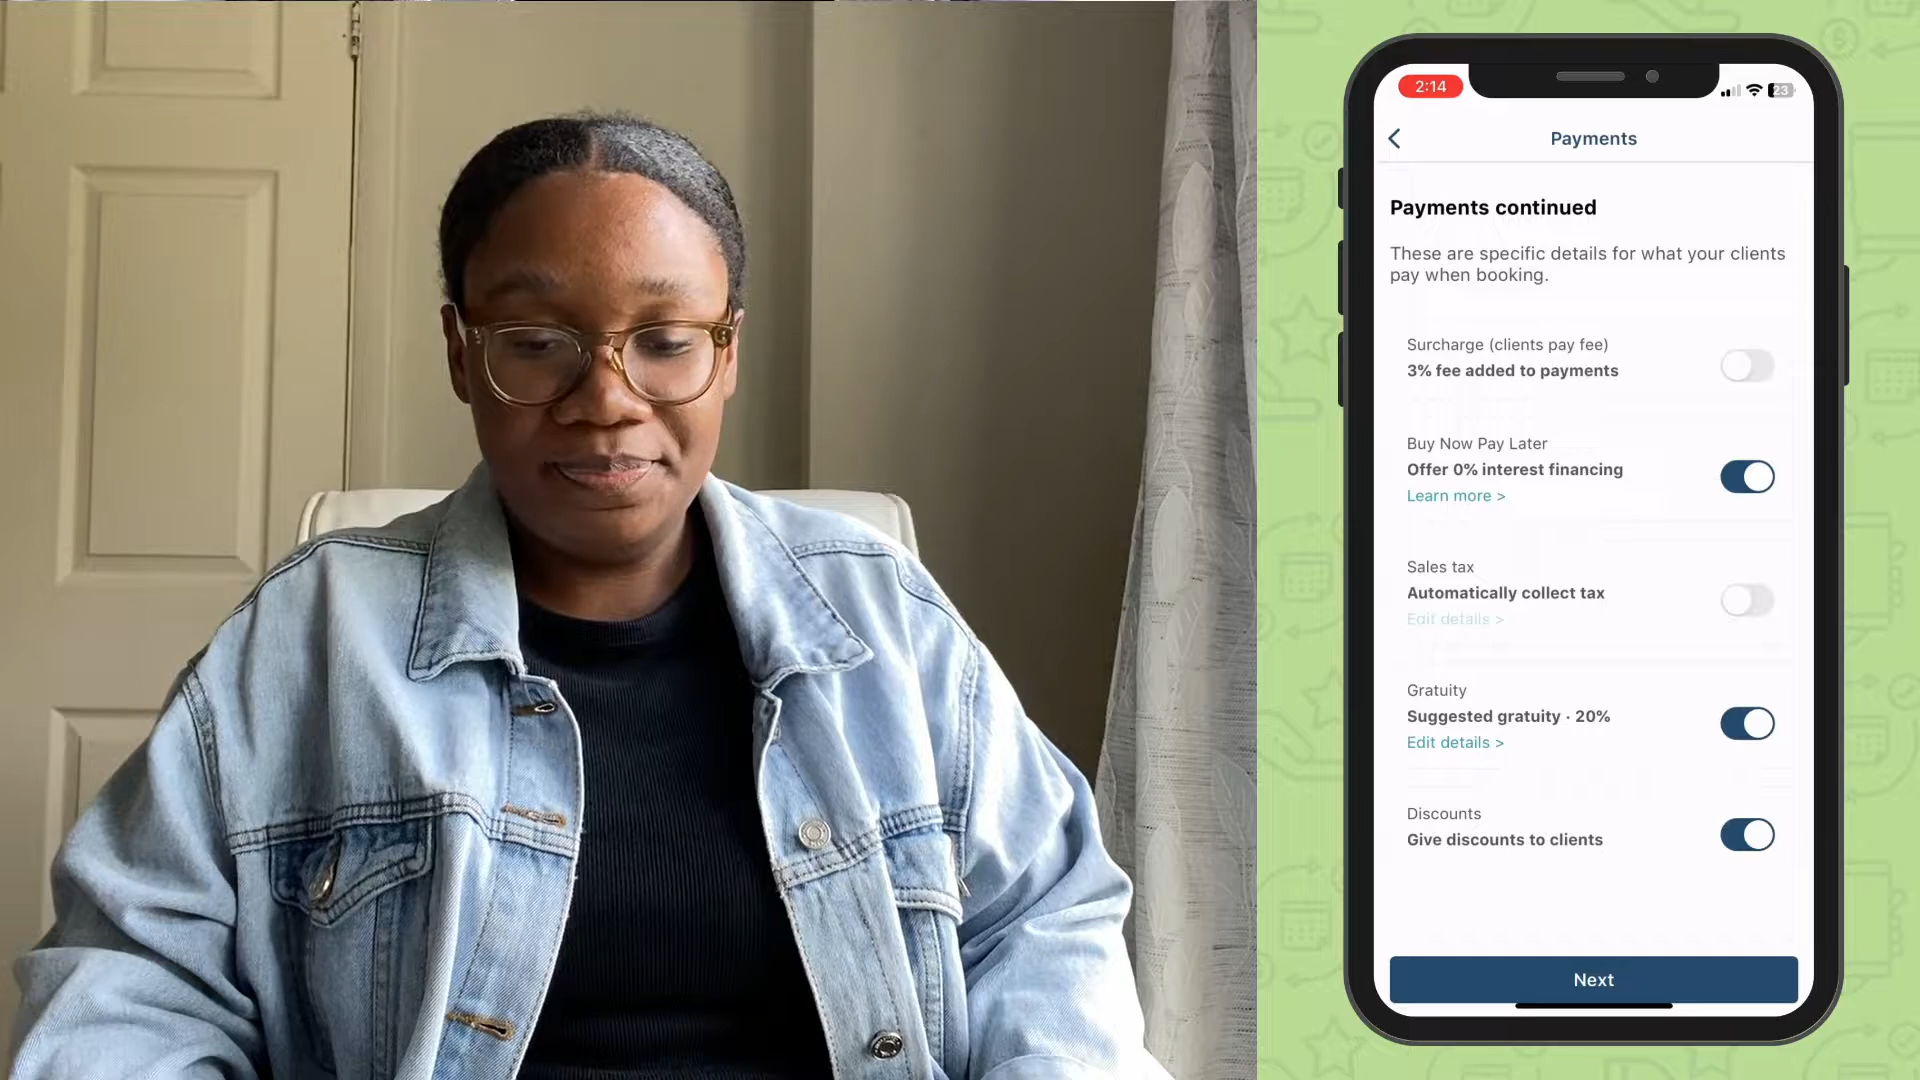 2:14
23
Payments
Payments continued
These are specific details for what your clients
pay when booking.
Surcharge (clients pay fee)
3% fee added to payments
Buy Now Pay Later
Offer 0% interest financing
Learn more >
Sales tax
Automatically collect tax
Edit details >
Gratuity
Suggested gratuity · 20%
Edit details >
Discounts
Give discounts to clients
Next